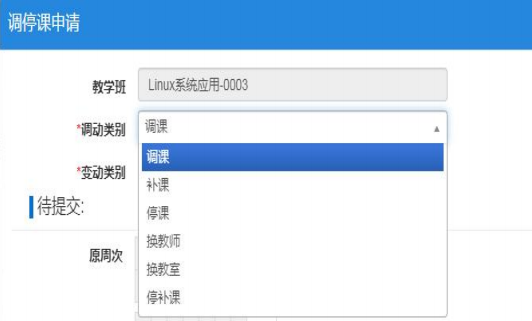 调停课申请
教学班 Linux系统应用-0003
*调动类别 调课
调课
*变动类别
补课
待提交:
停课
换教师
原周次
换教室
停补课